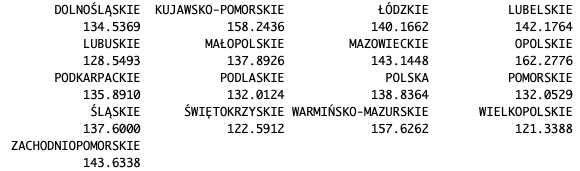 DOLNOŚLĄSKIE KUJAWSKO-POMORSKIE ŁÓDZKIE LUBELSKIE
134.5369 158.2436 140.1662 142.1764
LUBUSKIE MAŁOPOLSKIE MAZOWIECKIE OPOLSKIE
128.5493 137.8926 143.1448 162.2776
PODKARPACKIE PODLASKIE POLSKA POMORSKIE
135.8910 132.0124 138.8364 132.0529
ŚLĄSKIE ŚWIĘTOKRZYSKIE WARMIŃSKO-MAZURSKIE WIELKOPOLSKIE
137.6000 122.5912 157.6262 121.3388
ZACHODNIOPOMORSKIE
143.6338